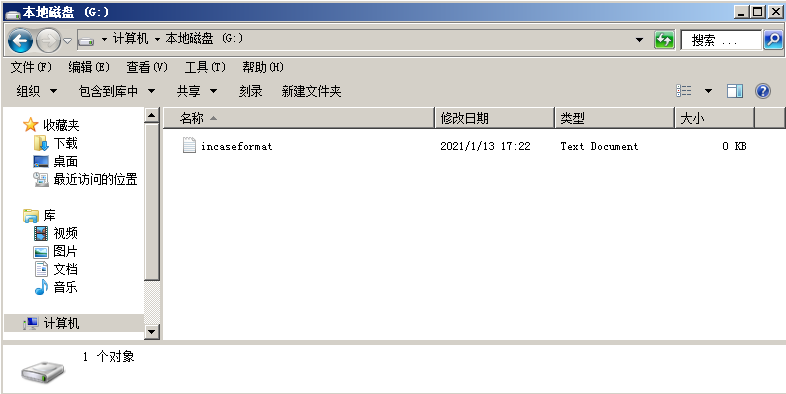 本地磁盘 (G:)
计算机 本地磁盘 (G:) 搜索 ...
文件(F) 编辑(E) 查看(V) 工具(T) 帮助(H)
组织 包含到库中 共享 刻录 新建文件夹
收藏夹
下载
桌面
最近访问的位置
库
视频
图片
文档
音乐
计算机
名称 修改日期 类型 大小
incaseformat 2021/1/13 17:22 Text Document 0 KB
1 个对象